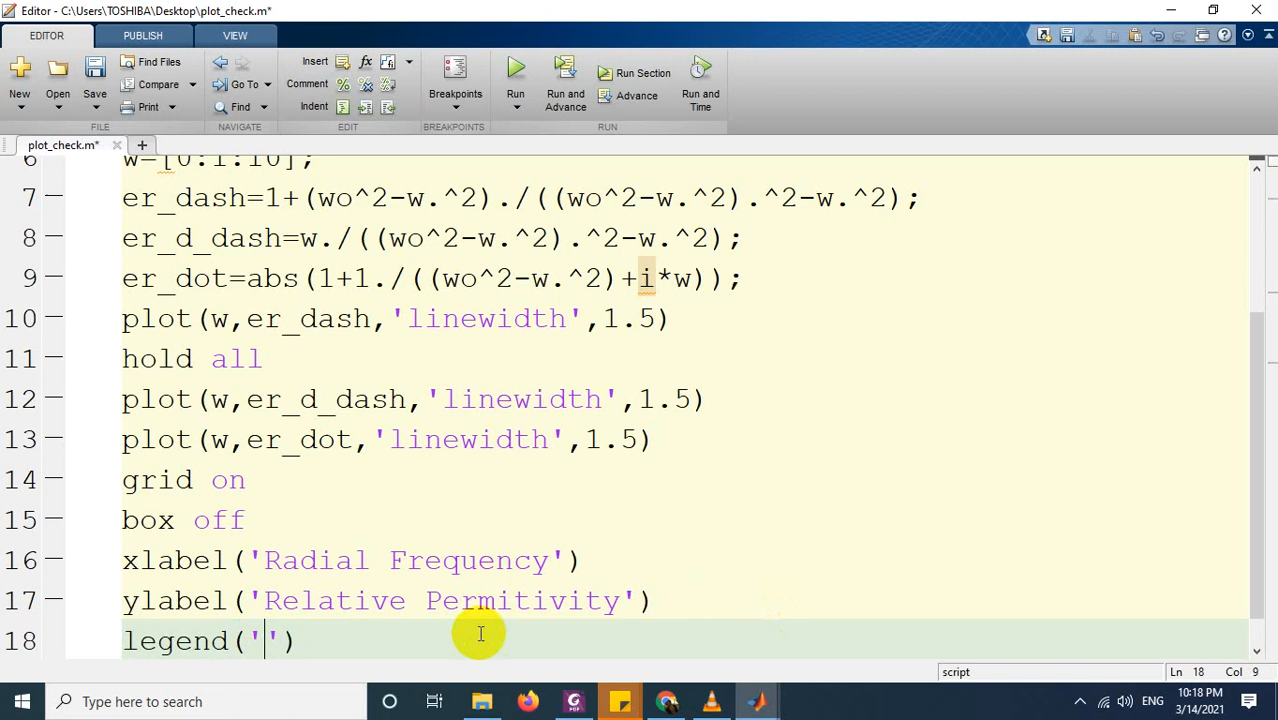 Editor - C:\Users\TOSHIBA\Desktop\plot_check.m*
EDITOR PUBLISH VIEW
New Open Save Find Files Compare Print
Go To Find
Insert Comment Indent
Breakpoints
Run Run and Advance Run Section Advance Run and Time
FILE NAVIGATE EDIT BREAKPOINTS RUN
plot_check.m*
6 w=[0:1:10];
7 er_dash=1+(wo^2-w.^2)./((wo^2-w.^2).^2-w.^2);
8 er_d_dash=w./((wo^2-w.^2).^2-w.^2);
9 er_dot=abs(1+1./((wo^2-w.^2)+i*w));
10 plot(w,er_dash,'linewidth',1.5)
11 hold all
12 plot(w,er_d_dash,'linewidth',1.5)
13 plot(w,er_dot,'linewidth',1.5)
14 grid on
15 box off
16 xlabel('Radial Frequency')
17 ylabel('Relative Permitivity')
18 legend('')
script Ln 18 Col 9
Type here to search
ENG 10:18 PM
3/14/2021